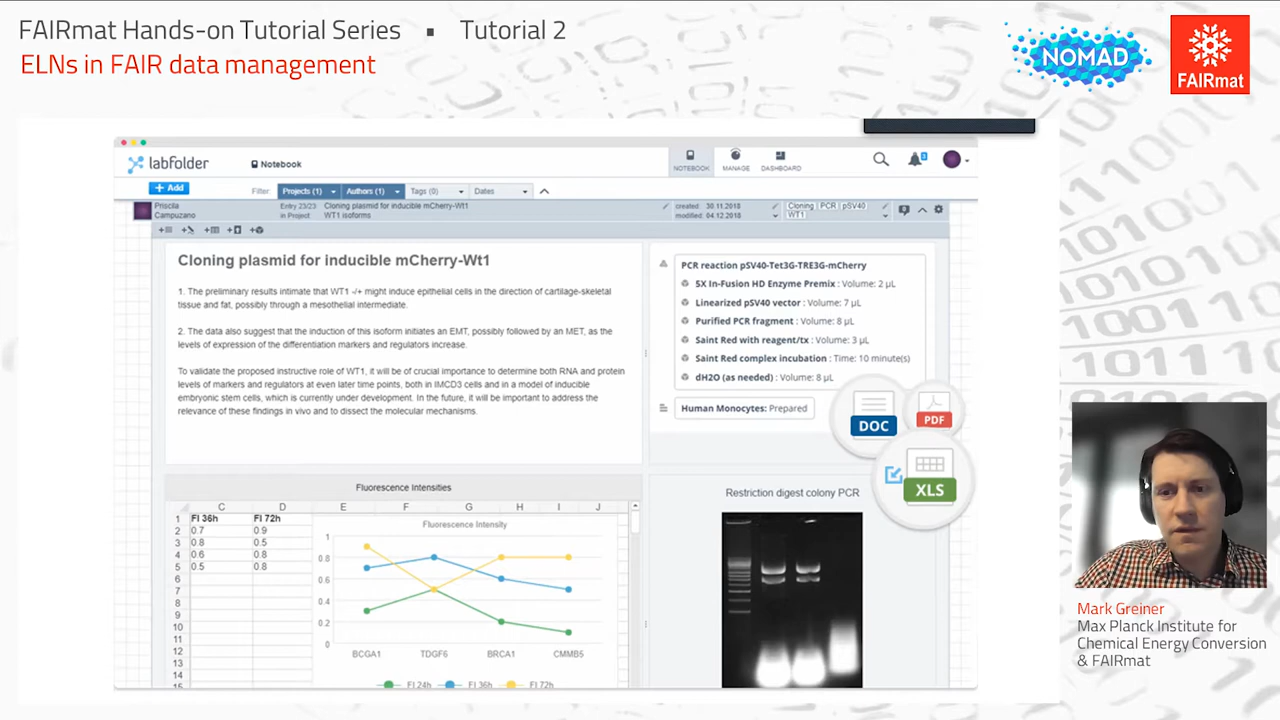 FAIRmat Hands-on Tutorial Series ▪ Tutorial 2
ELNs in FAIR data management
NOMAD
FAIRmat
labfolder
Notebook
NOTEBOOK
MANAGE
DASHBOARD
+ Add
Filter:
Projects (1)
Authors (1)
Tags (0)
Dates
Priscila
Campuzano
Entry 23/23
in Project
Cloning plasmid for inducible mCherry-Wt1
WT1 isoforms
created: 30.11.2018
modified: 04.12.2018
Cloning | PCR | pSV40
WT1
Cloning plasmid for inducible mCherry-Wt1
1. The preliminary results intimate that WT1 -/+ might induce epithelial cells in the direction of cartilage-skeletal
tissue and fat, possibly through a mesothelial intermediate.
2. The data also suggest that the induction of this isoform initiates an EMT, possibly followed by an MET, as the
levels of expression of the differentiation markers and regulators increase.
To validate the proposed instructive role of WT1, it will be of crucial importance to determine both RNA and protein
levels of markers and regulators at even later time points, both in IMCD3 cells and in a model of inducible
embryonic stem cells, which is currently under development. In the future, it will be important to address the
relevance of these findings in vivo and to dissect the molecular mechanisms.
PCR reaction pSV40-Tet3G-TRE3G-mCherry
5X In-Fusion HD Enzyme Premix : Volume: 2 µL
Linearized pSV40 vector : Volume: 7 µL
Purified PCR fragment : Volume: 8 µL
Saint Red with reagent/tx : Volume: 3 µL
Saint Red complex incubation : Time: 10 minute(s)
dH2O (as needed) : Volume: 8 µL
Human Monocytes: Prepared
DOC
PDF
XLS
Fluorescence Intensities
C D E F G H I J
1 FI 36h FI 72h
2 0.7 0.9
3 0.8 0.5
4 0.6 0.8
5 0.5 0.8
6
7
8
9
10
11
12
13
14
Fluorescence Intensity
1
0.8
0.6
0.4
0.2
0
BCGA1 TDGF6 BRCA1 CMMB5
FI 24h FI 36h FI 72h
Restriction digest colony PCR
Mark Greiner
Max Planck Institute for
Chemical Energy Conversion
& FAIRmat